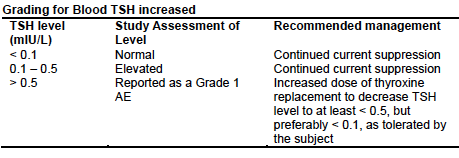 Grading for Blood TSH increased
TSH level Study Assessment of Recommended management
(mIU/L) Level
< 0.1 Normal Continued current suppression
0.1 – 0.5 Elevated Continued current suppression
> 0.5 Reported as a Grade 1 Increased dose of thyroxine
AE replacement to decrease TSH
level to at least < 0.5, but
preferably < 0.1, as tolerated by
the subject